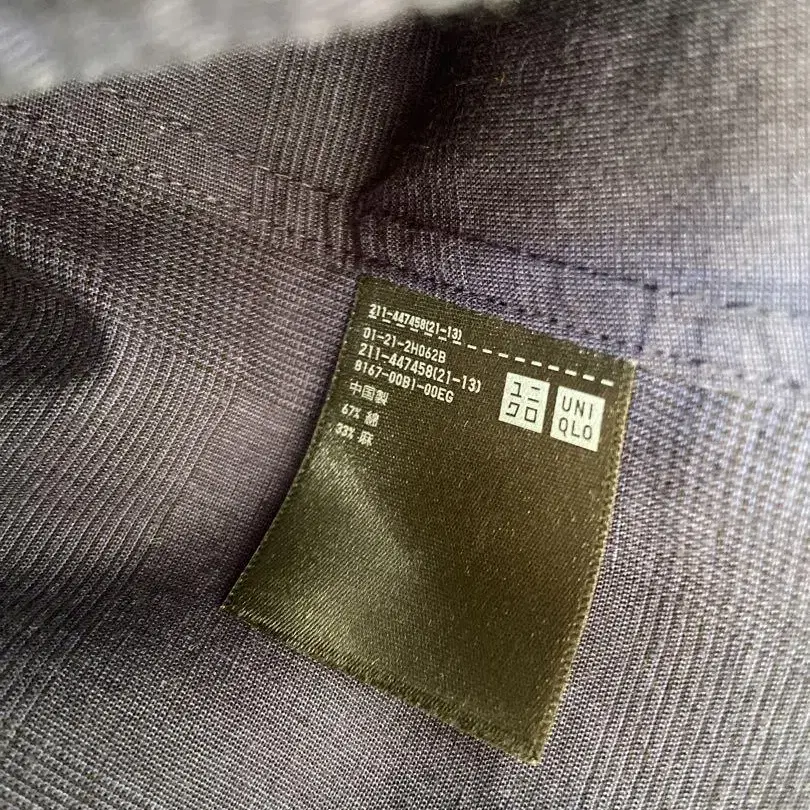 211-447458(21-13)
01-21-2H062B
211-447458(21-13)
8167-00B1-00EG
中国製
67% 綿
33% 麻
ユニ
クロ
UNI
QLO